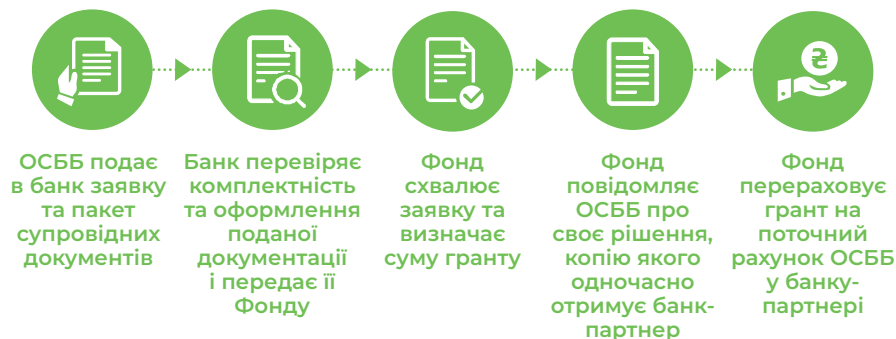 ₴
ОСББ подає
в банк заявку
та пакет
супровідних
документів
Банк перевіряє
комплектність
та оформлення
поданої
документації
і передає її
Фонду
Фонд
схвалює
заявку та
визначає
суму гранту
Фонд
повідомляє
ОСББ про
своє рішення,
копію якого
одночасно
отримує банк-
партнер
Фонд
перераховує
грант на
поточний
рахунок ОСББ
у банку-
партнері